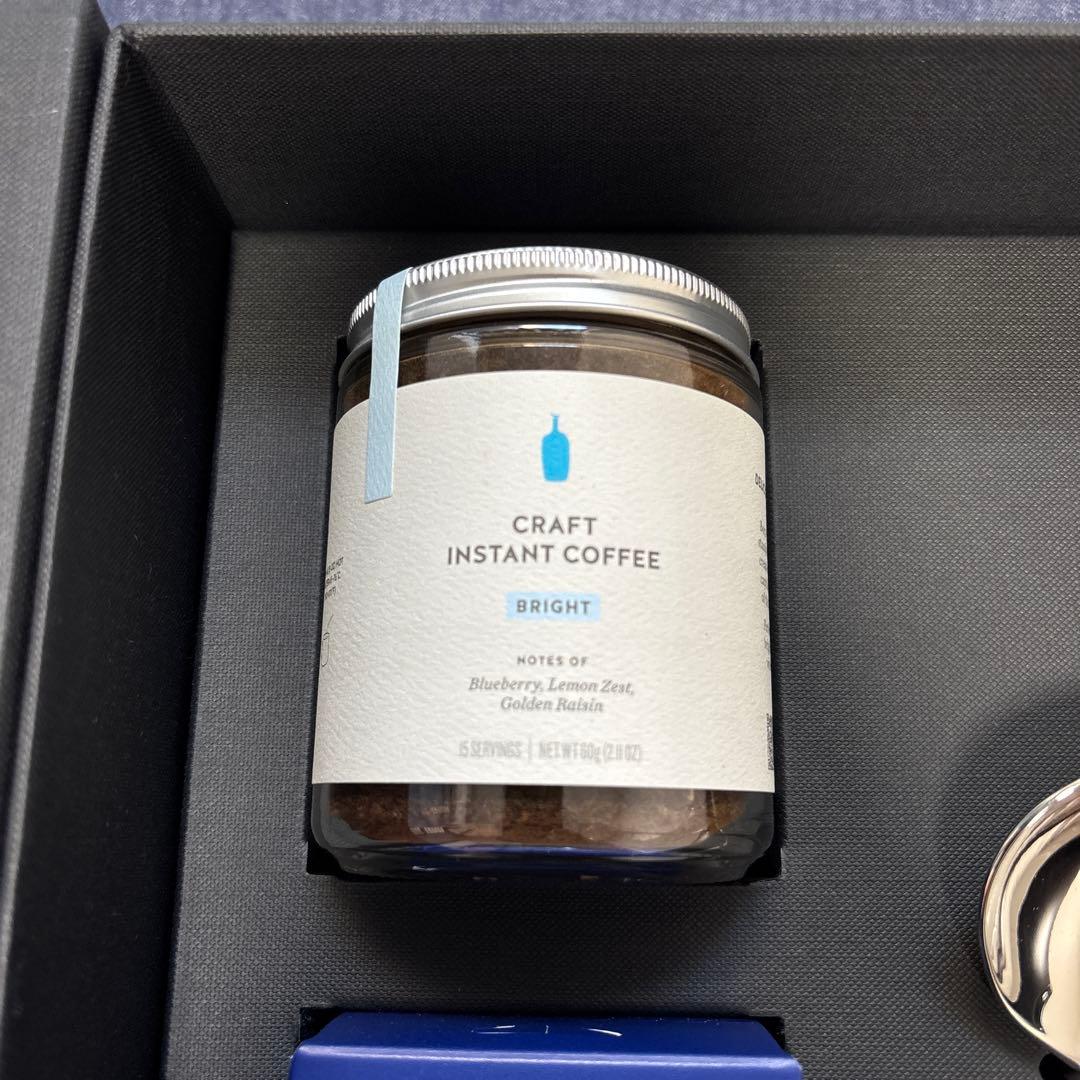 CRAFT
INSTANT COFFEE
BRIGHT
NOTES OF
Blueberry, Lemon Zest,
Golden Raisin
15 SERVINGS | NET WT 60g (2.11 OZ)